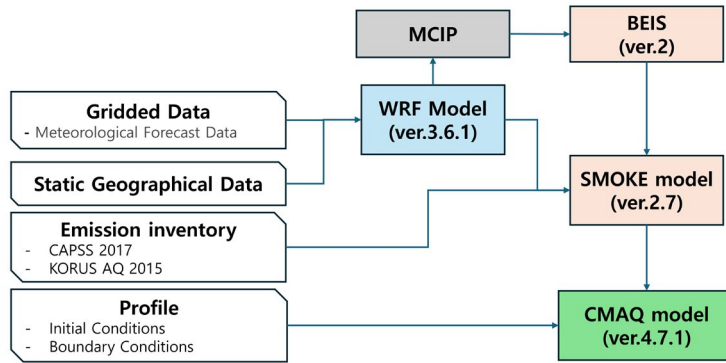 MCIP
BEIS
(ver.2)
Gridded Data
- Meteorological Forecast Data
WRF Model
(ver.3.6.1)
Static Geographical Data
SMOKE model
(ver.2.7)
Emission inventory
- CAPSS 2017
- KORUS AQ 2015
Profile
- Initial Conditions
- Boundary Conditions
CMAQ model
(ver.4.7.1)